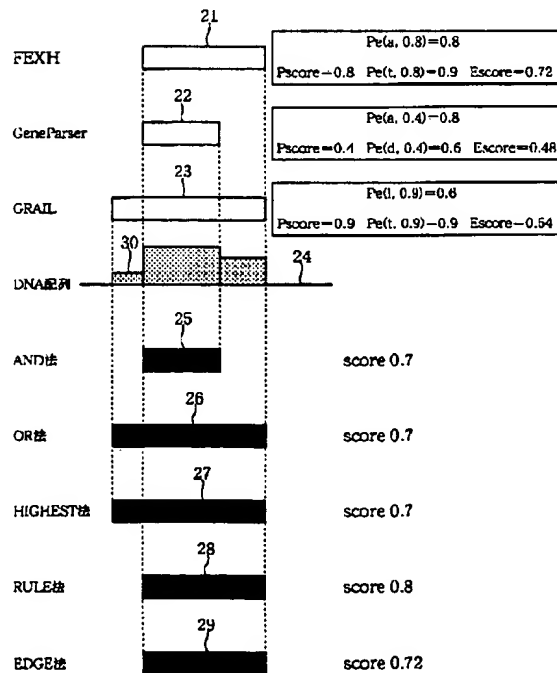 21
FEXH
Pe(a, 0.8)=0.8
Pscore=0.8 Pe(t, 0.8)=0.9 Escore=0.72
22
GeneParser
Pe(a, 0.4)=0.8
Pscore=0.4 Pe(d, 0.4)=0.6 Escore=0.48
23
GRAIL
Pe(l, 0.9)=0.6
Pscore=0.9 Pe(t, 0.9)=0.9 Escore=0.54
30
24
DNA配列
25
AND法
score 0.7
26
OR法
score 0.7
27
HIGHEST法
score 0.7
28
RULE法
score 0.8
29
EDGE法
score 0.72